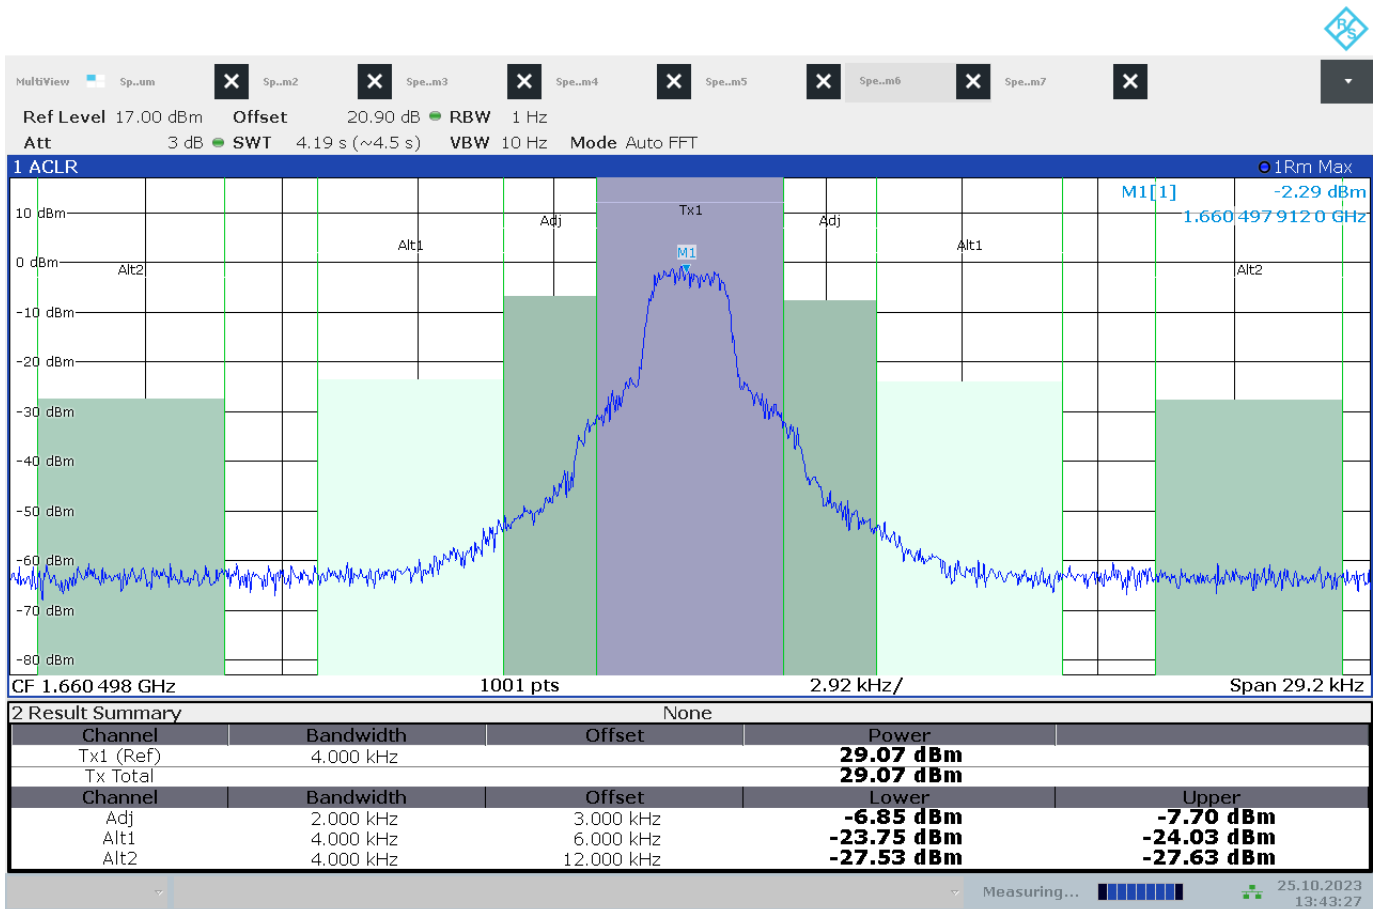 R&S
MultiView Sp..um Sp..m2 Spe..m3 Spe..m4 Spe..m5 Spe..m6 Spe..m7
Ref Level 17.00 dBm Offset 20.90 dB RBW 1 Hz
Att 3 dB SWT 4.19 s (~4.5 s) VBW 10 Hz Mode Auto FFT
1 ACLR 1Rm Max
M1[1] -2.29 dBm
1.660 497 912 0 GHz
10 dBm
Adj Tx1 Adj
Alt1 M1 Alt1
0 dBm
Alt2 Alt2
-10 dBm
-20 dBm
-30 dBm
-40 dBm
-50 dBm
-60 dBm
-70 dBm
-80 dBm
CF 1.660 498 GHz 1001 pts 2.92 kHz/ Span 29.2 kHz
2 Result Summary None
Channel Bandwidth Offset Power
Tx1 (Ref) 4.000 kHz 29.07 dBm
Tx Total 29.07 dBm
Channel Bandwidth Offset Lower Upper
Adj 2.000 kHz 3.000 kHz -6.85 dBm -7.70 dBm
Alt1 4.000 kHz 6.000 kHz -23.75 dBm -24.03 dBm
Alt2 4.000 kHz 12.000 kHz -27.53 dBm -27.63 dBm
Measuring... 25.10.2023
13:43:27